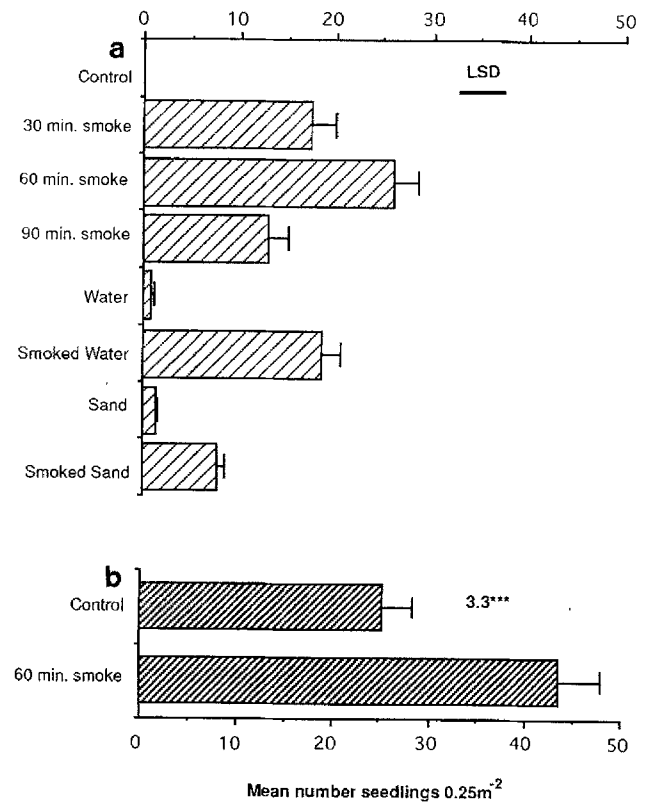 0 10 20 30 40 50
a
Control
LSD
30 min. smoke
60 min. smoke
90 min. smoke
Water
Smoked Water
Sand
Smoked Sand
b
Control
3.3***
60 min. smoke
0 10 20 30 40 50
Mean number seedlings 0.25m⁻²